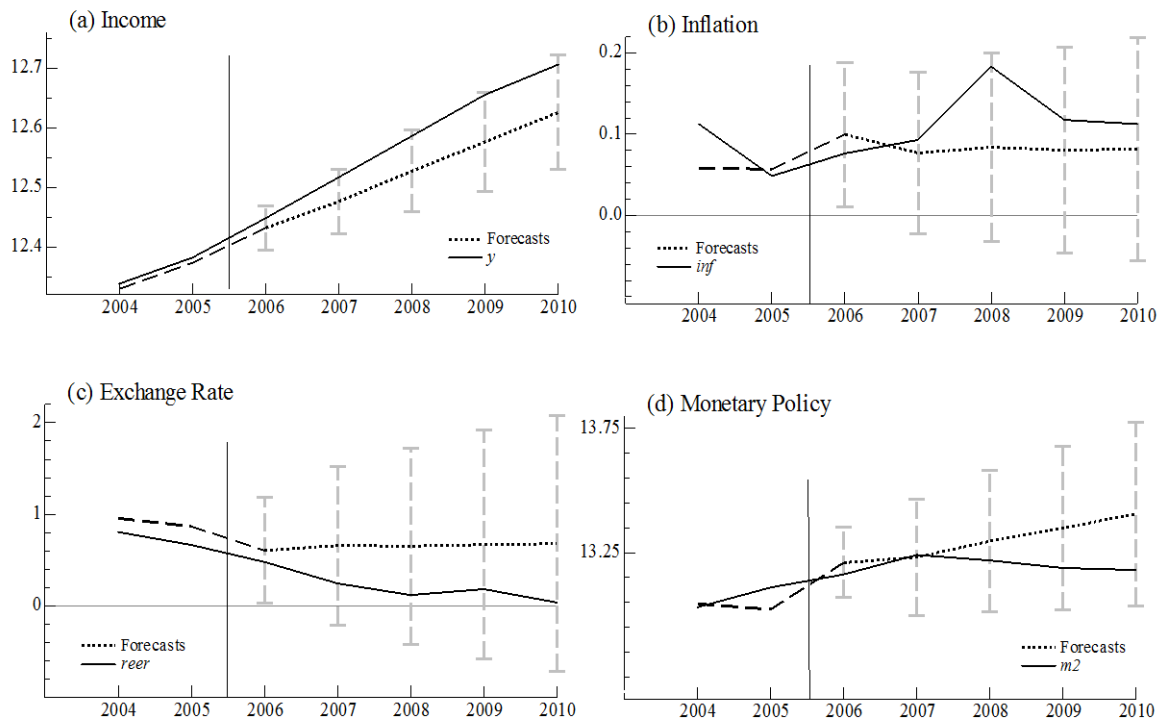 (a) Income
12.7
12.6
12.5
12.4
Forecasts
y
2004 2005 2006 2007 2008 2009 2010
(b) Inflation
0.2
0.1
0.0
Forecasts
inf
2004 2005 2006 2007 2008 2009 2010
(c) Exchange Rate
2
1
0
Forecasts
reer
2004 2005 2006 2007 2008 2009 2010
(d) Monetary Policy
13.75
13.25
Forecasts
m2
2004 2005 2006 2007 2008 2009 2010